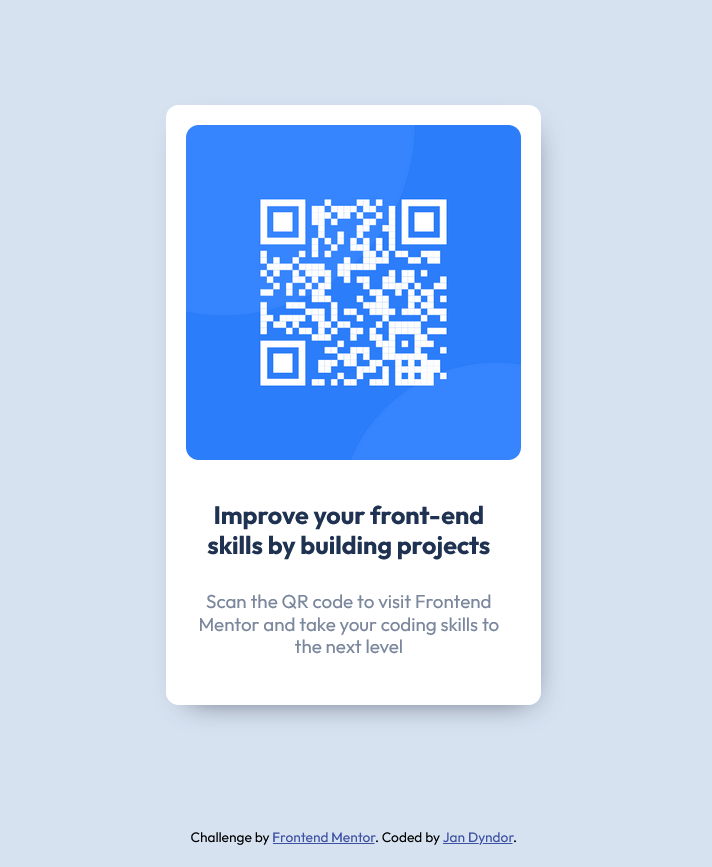 Improve your front-end
skills by building projects
Scan the QR code to visit Frontend
Mentor and take your coding skills to
the next level
Challenge by Frontend Mentor. Coded by Jan Dyndor.